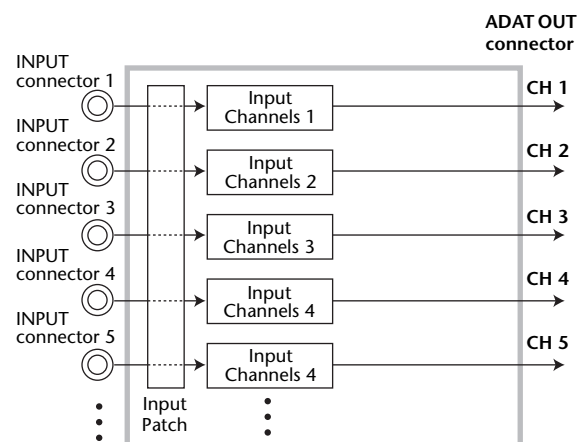 ADAT OUT
connector
INPUT
connector 1
Input
Channels 1
CH 1
INPUT
connector 2
Input
Channels 2
CH 2
INPUT
connector 3
Input
Channels 3
CH 3
INPUT
connector 4
Input
Channels 4
CH 4
INPUT
connector 5
Input
Channels 4
CH 5
Input
Patch